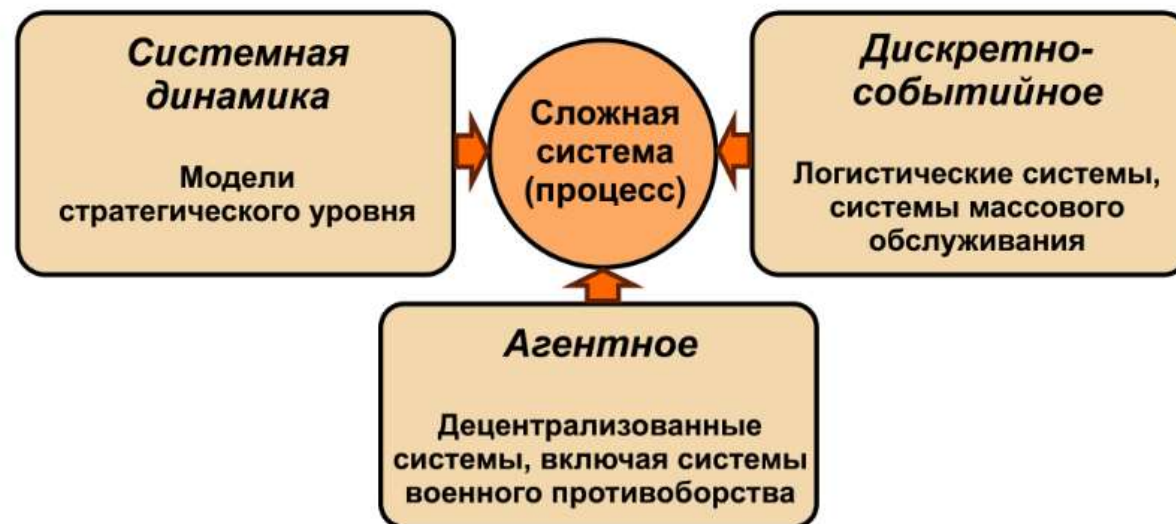 Системная
динамика
Модели
стратегического уровня
Сложная
система
(процесс)
Дискретно-
событийное
Логистические системы,
системы массового
обслуживания
Агентное
Децентрализованные
системы, включая системы
военного противоборства